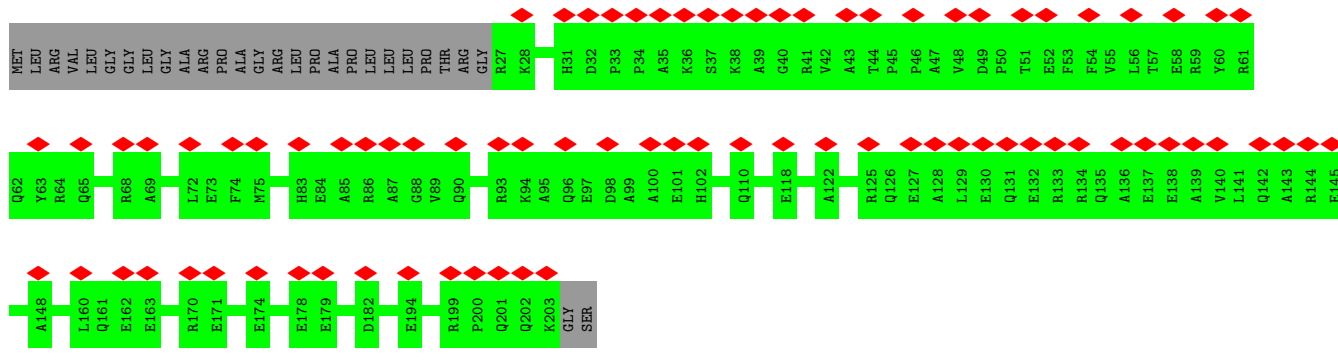 MET LEU ARG VAL LEU GLY GLY LEU GLY ALA ARG PRO ALA GLY ARG LEU PRO ALA PRO LEU LEU LEU PRO THR ARG GLY R27 K28 H31 D32 P33 P34 A35 K36 S37 K38 A39 G40 R41 V42 A43 T44 P45 P46 A47 V48 D49 P50 T51 E52 F53 F54 V55 L56 T57 E58 R59 Y60 R61
Q62 Y63 R64 Q65 R68 A69 L72 E73 F74 M75 H83 E84 A85 R86 A87 G88 V89 Q90 R93 K94 A95 Q96 E97 D98 A99 A100 E101 H102 Q110 E118 A122 R125 Q126 E127 A128 L129 E130 Q131 E132 R133 R134 Q135 A136 E137 E138 A139 V140 L141 Q142 A143 R144 E145
A148 L160 Q161 E162 E163 R170 E171 E174 E178 E179 D182 E194 R199 P200 Q201 Q202 K203 GLY SER